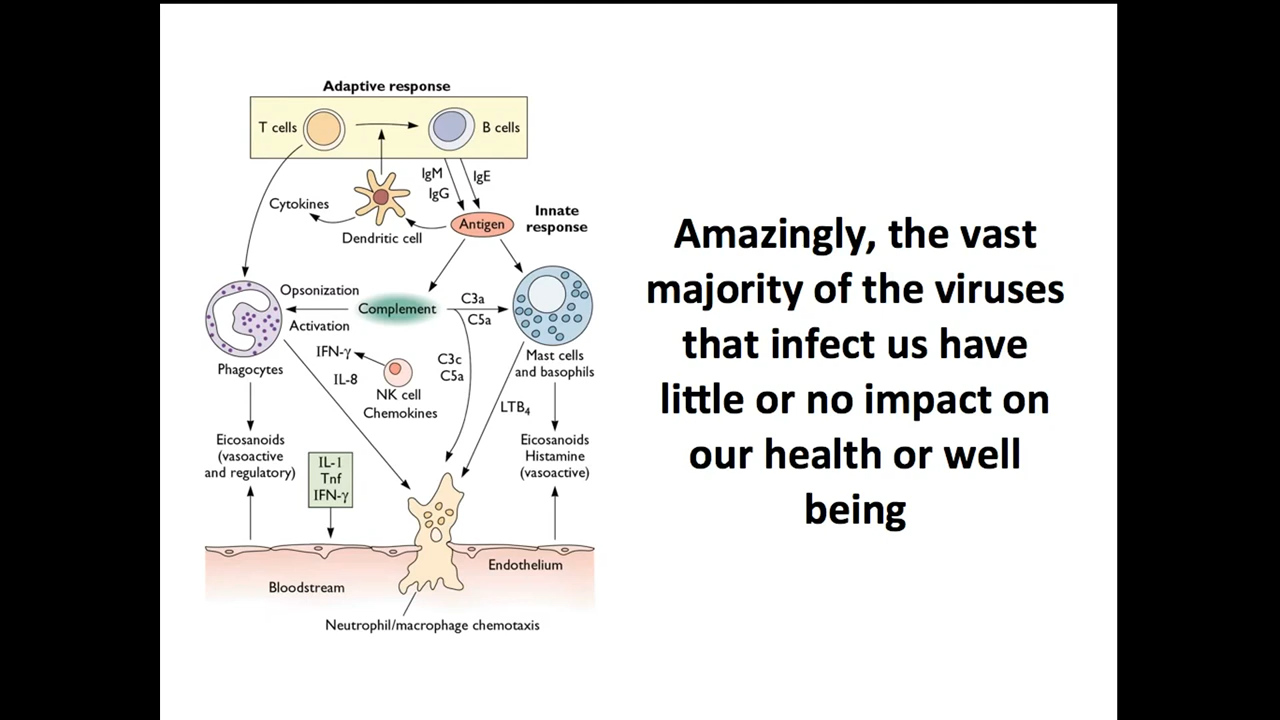 Adaptive response
T cells
B cells
IgM
IgE
IgG
Cytokines
Antigen
Innate
response
Dendritic cell
Opsonization
Complement
C3a
C5a
Activation
IFN-γ
IL-8
C3c
C5a
Phagocytes
NK cell
Chemokines
Mast cells
and basophils
LTB4
Eicosanoids
(vasoactive
and regulatory)
IL-1
Tnf
IFN-γ
Eicosanoids
Histamine
(vasoactive)
Endothelium
Bloodstream
Neutrophil/macrophage chemotaxis
Amazingly, the vast
majority of the viruses
that infect us have
little or no impact on
our health or well
being